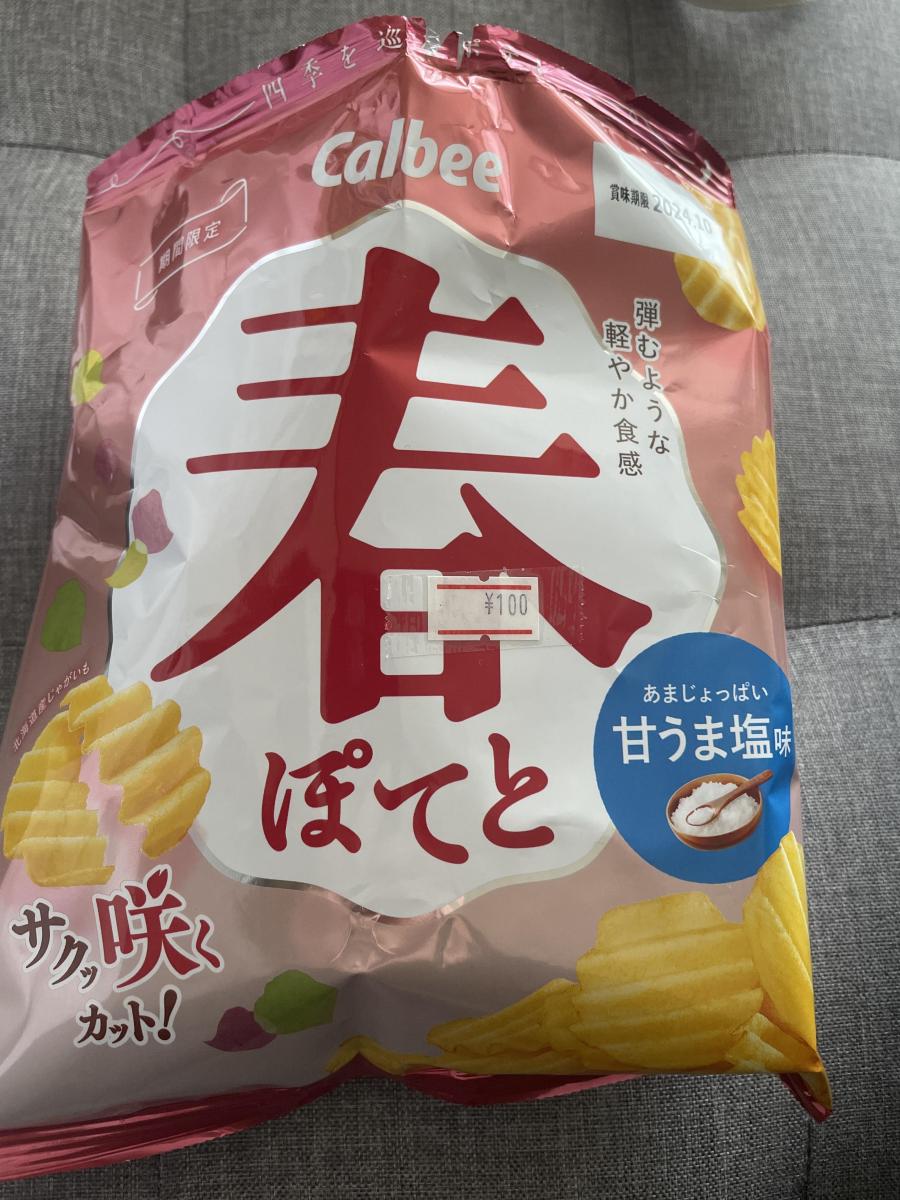 四季を巡
Calbee
期間限定
賞味期限 2024.10
弾むような
軽やか食感
春
¥100
ぽてと
あまじょっぱい
甘うま塩味
北海道産じゃがいも
サクッ咲く
カット!